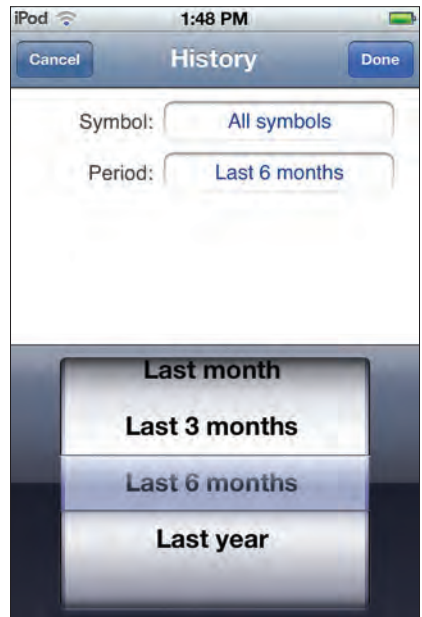 iPod 1:48 PM
Cancel History Done
Symbol: All symbols
Period: Last 6 months
Last month
Last 3 months
Last 6 months
Last year